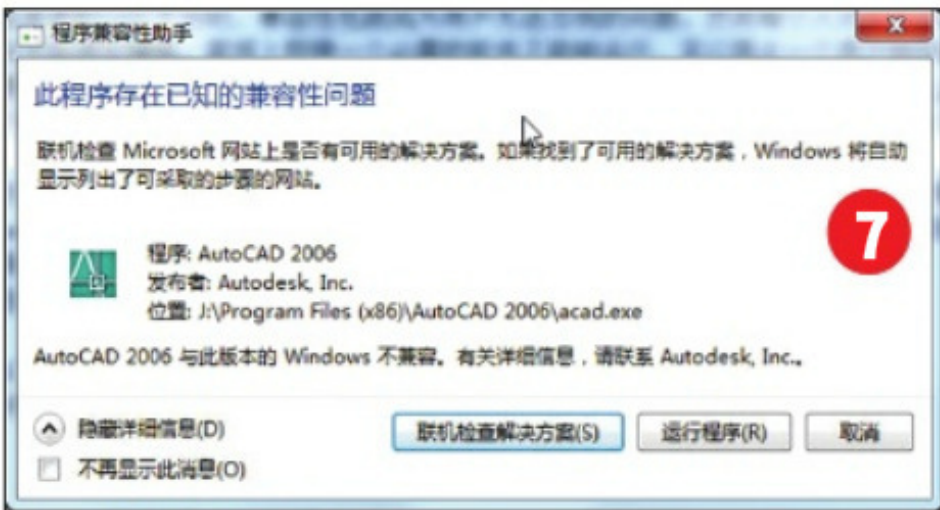 程序兼容性助手
此程序存在已知的兼容性问题
联机检查 Microsoft 网站上是否有可用的解决方案。如果找到了可用的解决方案，Windows 将自动
显示列出了可采取的步骤的网站。
7
程序: AutoCAD 2006
发布者: Autodesk, Inc.
位置: J:\Program Files (x86)\AutoCAD 2006\acad.exe
AutoCAD 2006 与此版本的 Windows 不兼容。有关详细信息，请联系 Autodesk, Inc.。
隐藏详细信息(D)
联机检查解决方案(S)
运行程序(R)
取消
不再显示此消息(O)